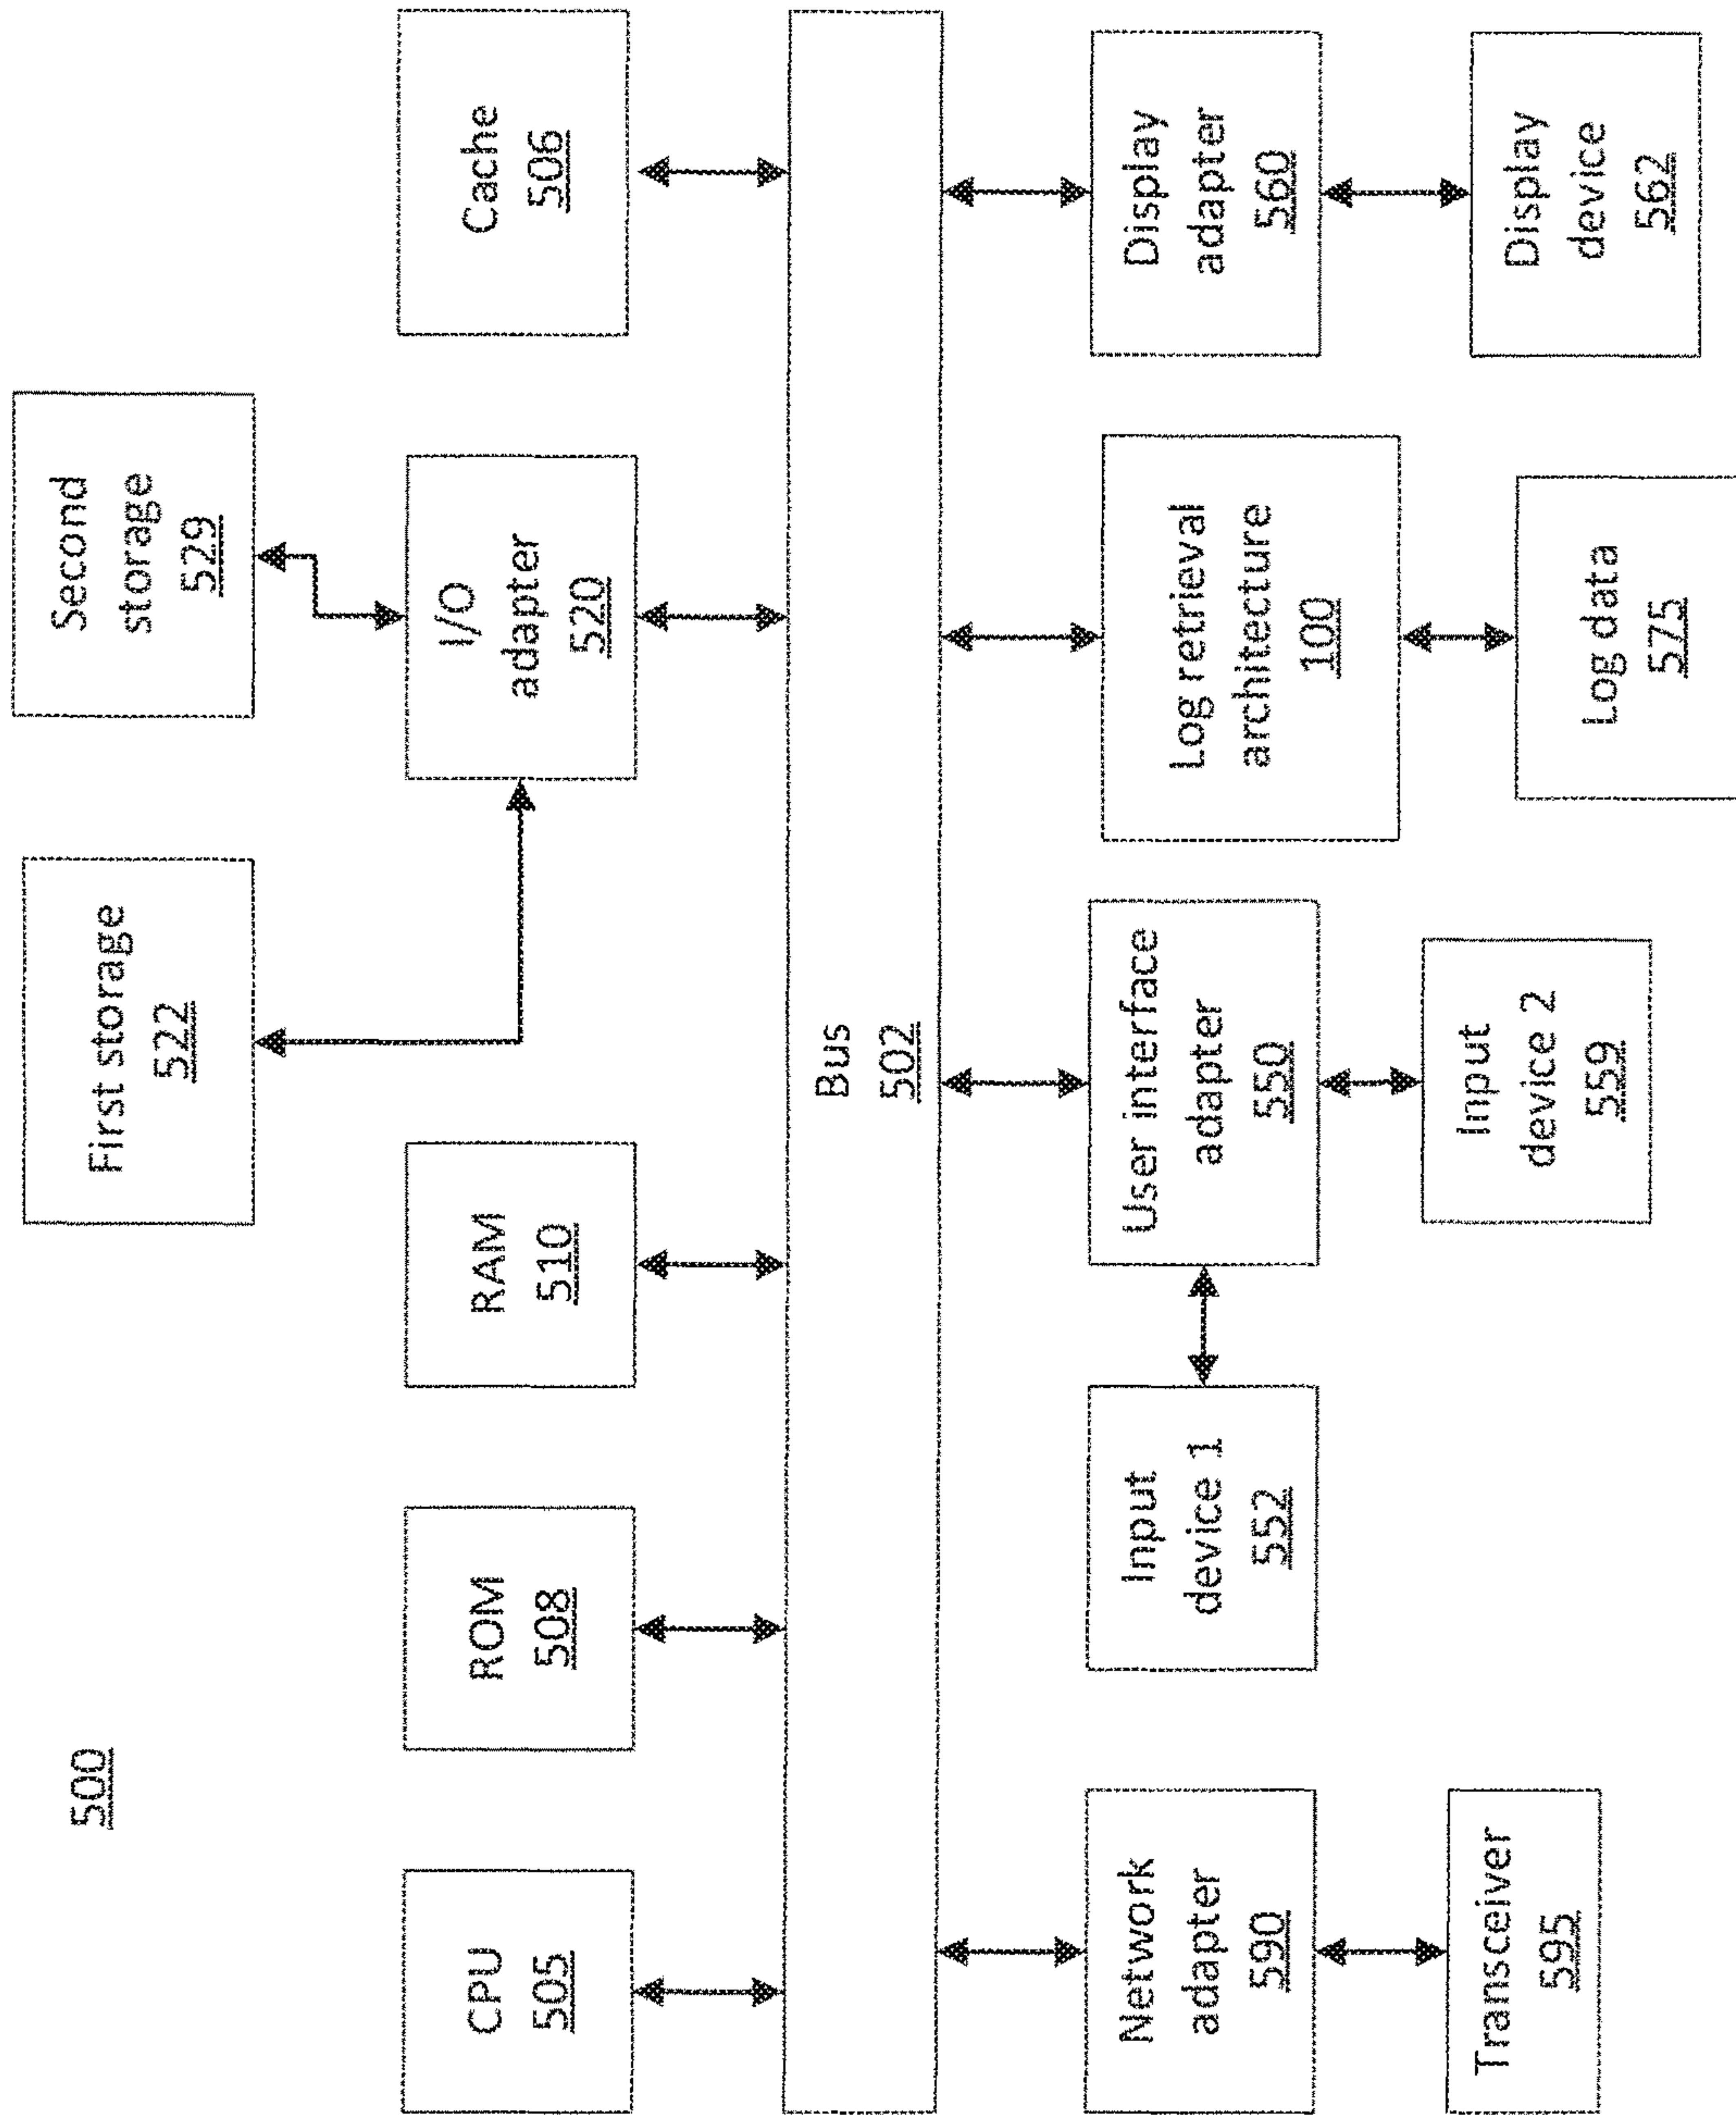 500
First storage
522
Second
storage
529
CPU
505
ROM
508
RAM
510
I/O
adapter
520
Cache
506
Bus
502
Network
adapter
590
Input
device 1
552
User interface
adapter
550
Log retrieval
architecture
100
Display
adapter
560
Transceiver
595
Input
device 2
559
Log data
575
Display
device
562